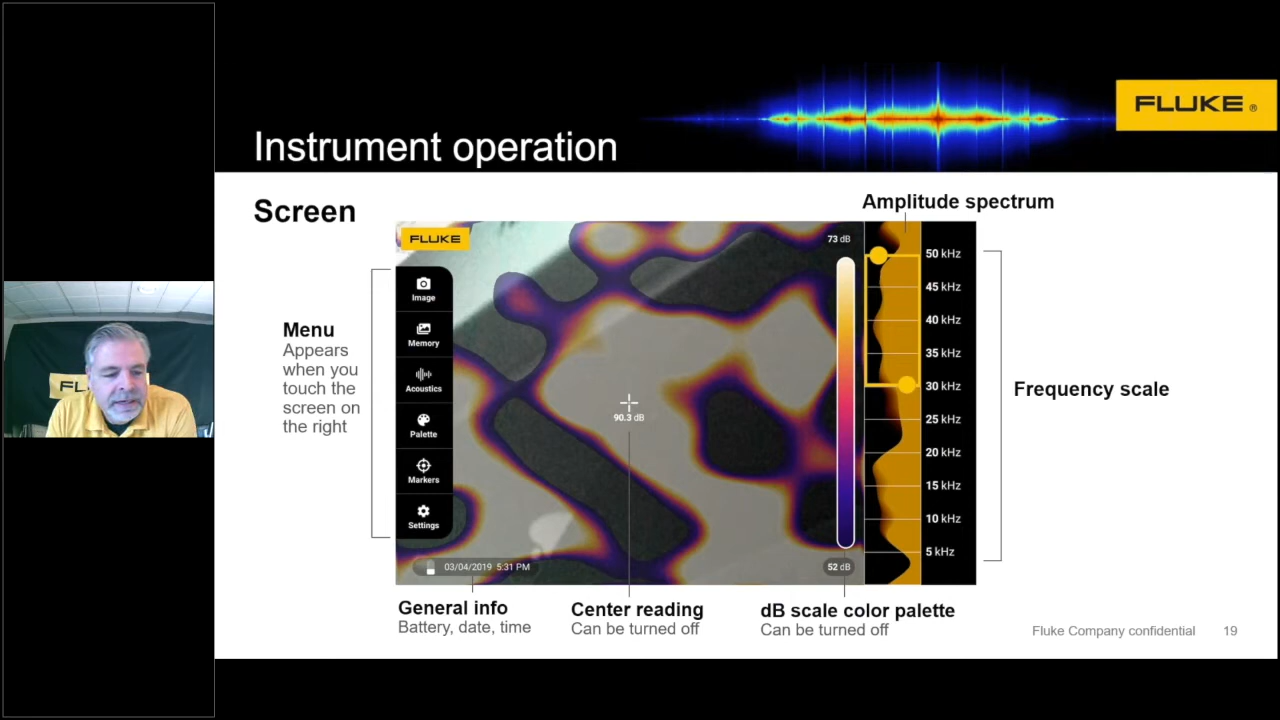 FLUKE ®
Instrument operation
Screen
Amplitude spectrum
FLUKE
73 dB
50 kHz
45 kHz
40 kHz
35 kHz
30 kHz
25 kHz
20 kHz
15 kHz
10 kHz
5 kHz
Image
Memory
Acoustics
Palette
Markers
Settings
Menu
Appears
when you
touch the
screen on
the right
90.3 dB
Frequency scale
03/04/2019 5:31 PM
52 dB
General info
Battery, date, time
Center reading
Can be turned off
dB scale color palette
Can be turned off
Fluke Company confidential 19
FL